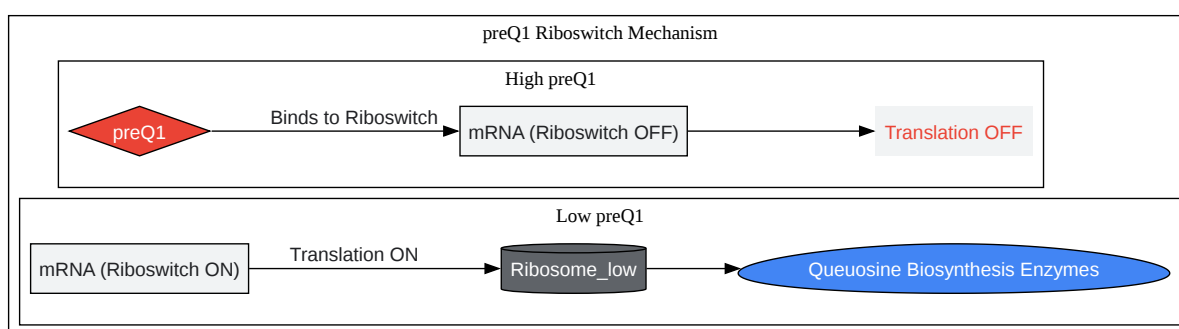 preQ1 Riboswitch Mechanism
High preQ1
preQ1
Binds to Riboswitch
mRNA (Riboswitch OFF)
Translation OFF
Low preQ1
mRNA (Riboswitch ON)
Translation ON
Ribosome_low
Queuosine Biosynthesis Enzymes